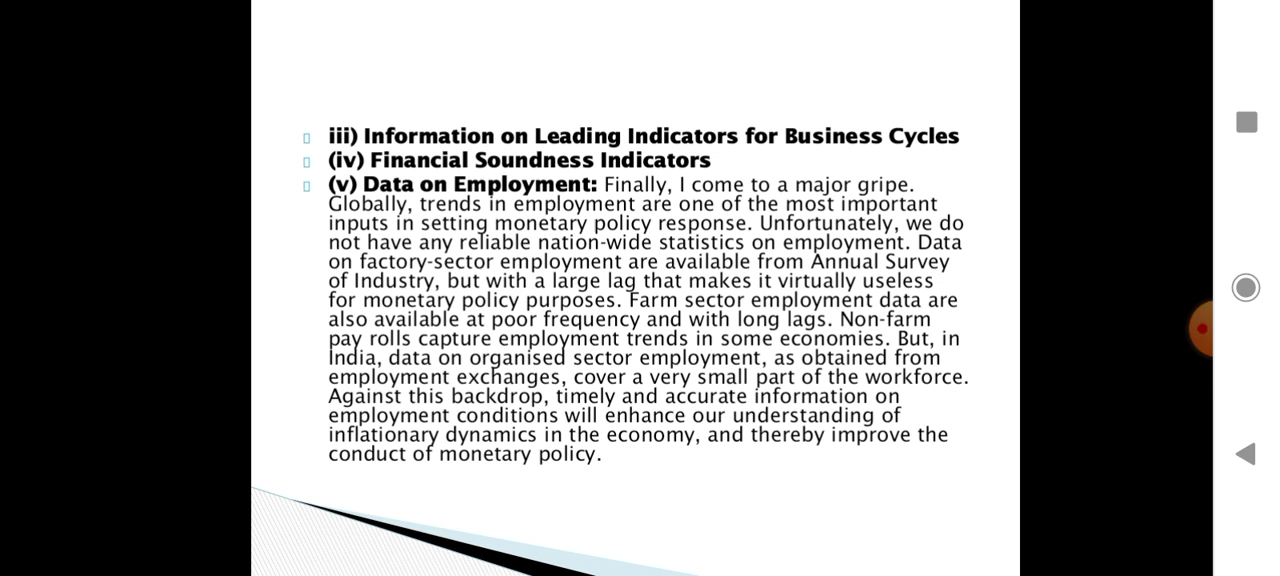 iii) Information on Leading Indicators for Business Cycles
(iv) Financial Soundness Indicators
(v) Data on Employment: Finally, I come to a major gripe.
Globally, trends in employment are one of the most important
inputs in setting monetary policy response. Unfortunately, we do
not have any reliable nation-wide statistics on employment. Data
on factory-sector employment are available from Annual Survey
of Industry, but with a large lag that makes it virtually useless
for monetary policy purposes. Farm sector employment data are
also available at poor frequency and with long lags. Non-farm
pay rolls capture employment trends in some economies. But, in
India, data on organised sector employment, as obtained from
employment exchanges, cover a very small part of the workforce.
Against this backdrop, timely and accurate information on
employment conditions will enhance our understanding of
inflationary dynamics in the economy, and thereby improve the
conduct of monetary policy.